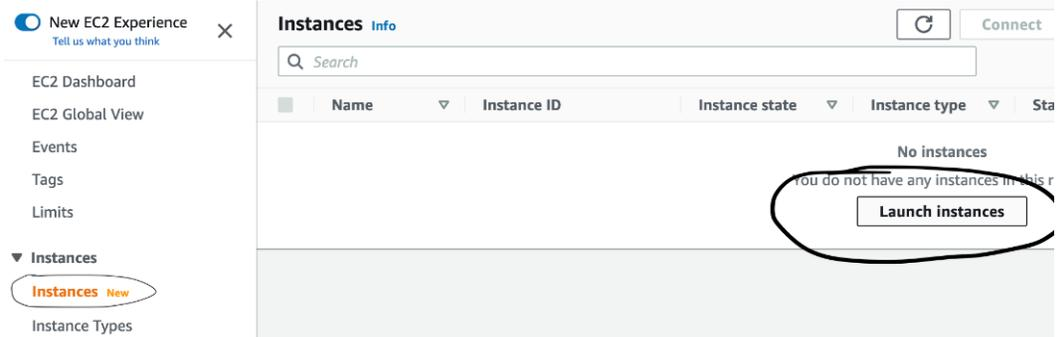 New EC2 Experience
Tell us what you think
EC2 Dashboard
EC2 Global View
Events
Tags
Limits
Instances
Instances New
Instance Types
Instances Info
Connect
Search
Name Instance ID Instance state Instance type Sta
No instances
You do not have any instances in this r
Launch instances